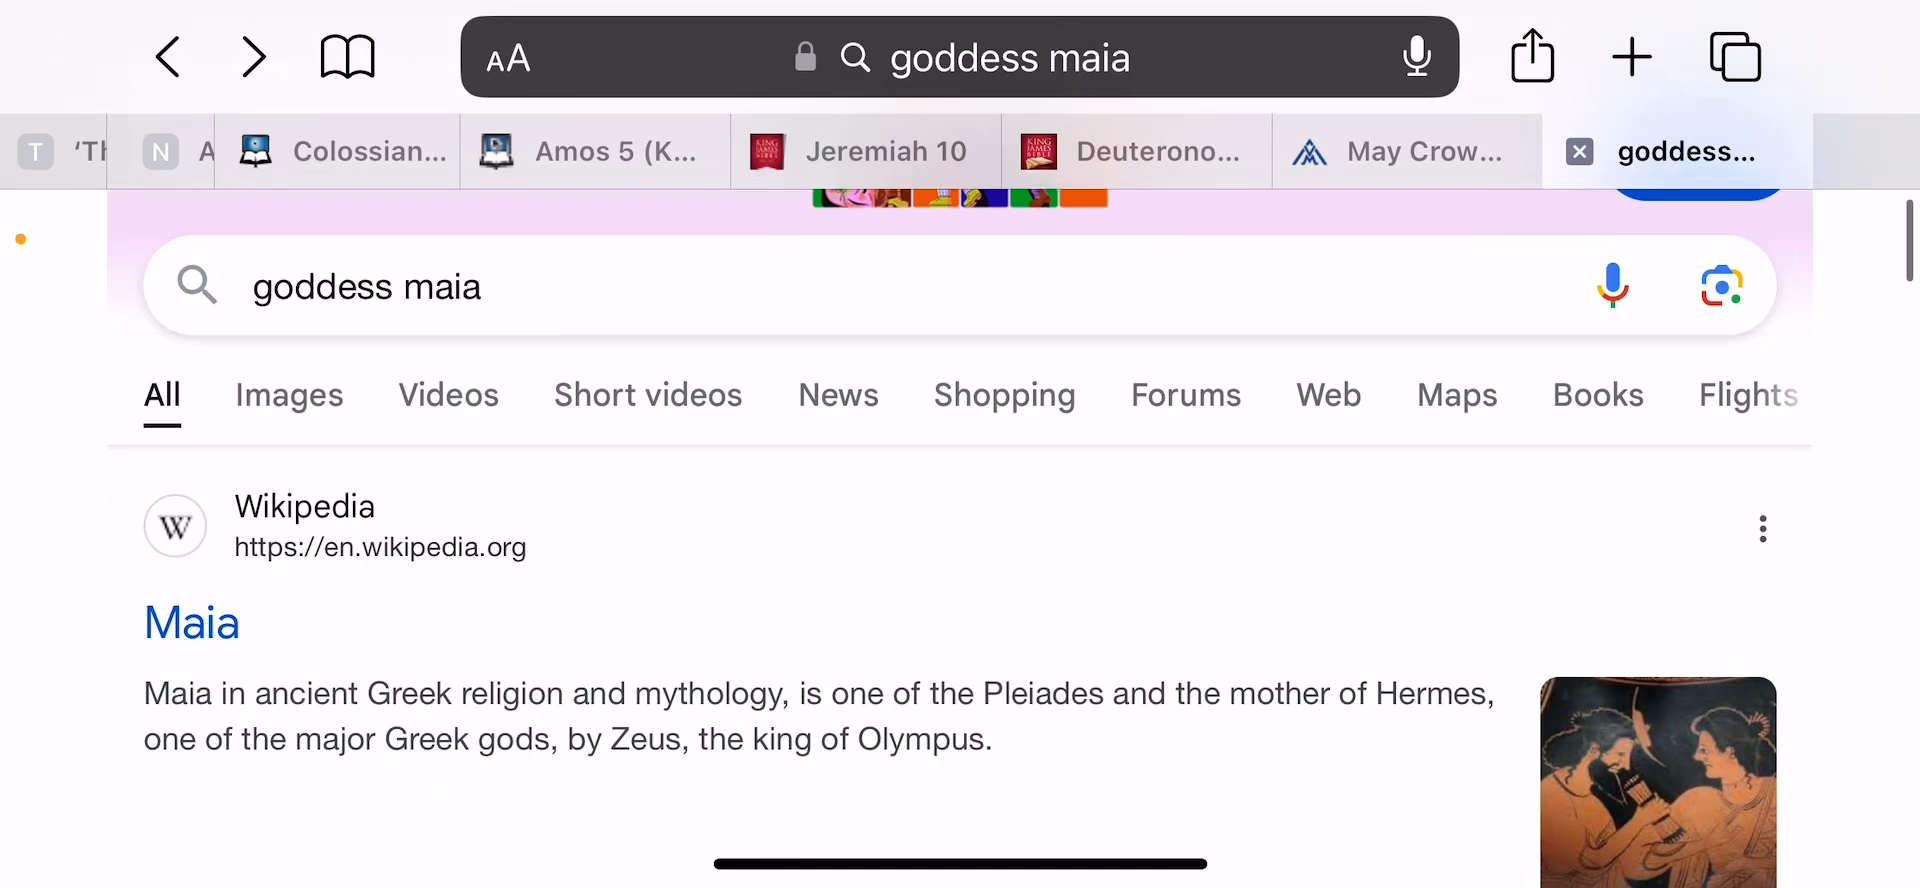 AA goddess maia
T 'Th N A Colossian... Amos 5 (K... Jeremiah 10 Deuterono... May Crow... goddess...
goddess maia
All Images Videos Short videos News Shopping Forums Web Maps Books Flights
W Wikipedia
https://en.wikipedia.org
Maia
Maia in ancient Greek religion and mythology, is one of the Pleiades and the mother of Hermes,
one of the major Greek gods, by Zeus, the king of Olympus.